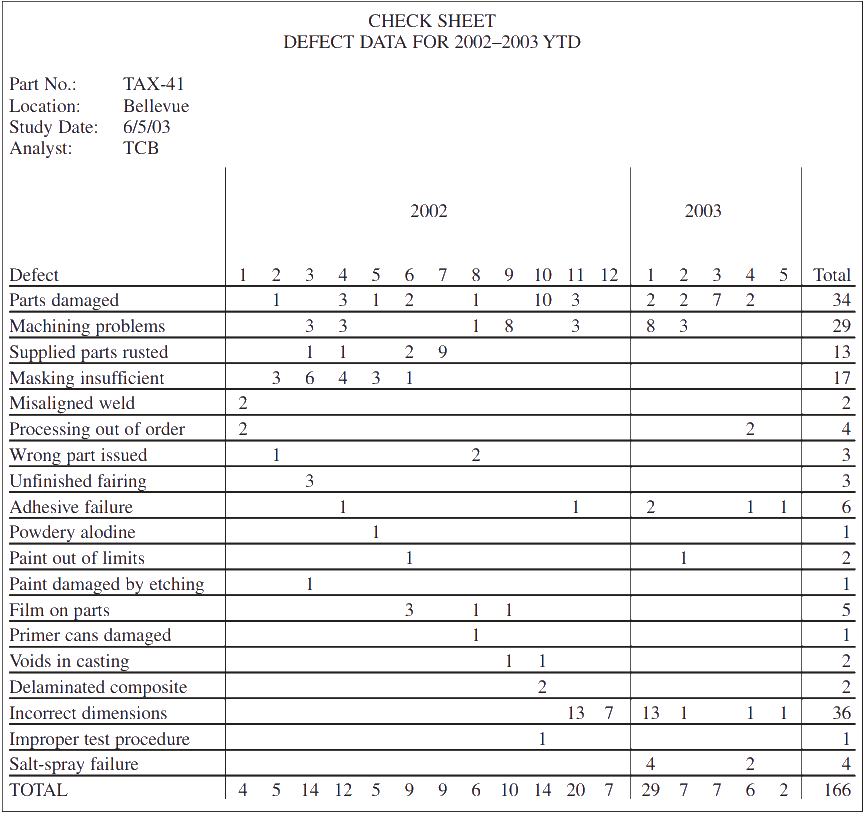 CHECK SHEET
DEFECT DATA FOR 2002–2003 YTD
Part No.: TAX-41
Location: Bellevue
Study Date: 6/5/03
Analyst: TCB
2002 2003
Defect 1 2 3 4 5 6 7 8 9 10 11 12 1 2 3 4 5 Total
Parts damaged 1 3 1 2 1 10 3 2 2 7 2 34
Machining problems 3 3 1 8 3 8 3 29
Supplied parts rusted 1 1 2 9 13
Masking insufficient 3 6 4 3 1 17
Misaligned weld 2 2
Processing out of order 2 2 4
Wrong part issued 1 2 3
Unfinished fairing 3 3
Adhesive failure 1 1 2 1 1 6
Powdery alodine 1 1
Paint out of limits 1 1 2
Paint damaged by etching 1 1
Film on parts 3 1 1 5
Primer cans damaged 1 1
Voids in casting 1 1 2
Delaminated composite 2 2
Incorrect dimensions 13 7 13 1 1 1 36
Improper test procedure 1 1
Salt-spray failure 4 2 4
TOTAL 4 5 14 12 5 9 9 6 10 14 20 7 29 7 7 6 2 166